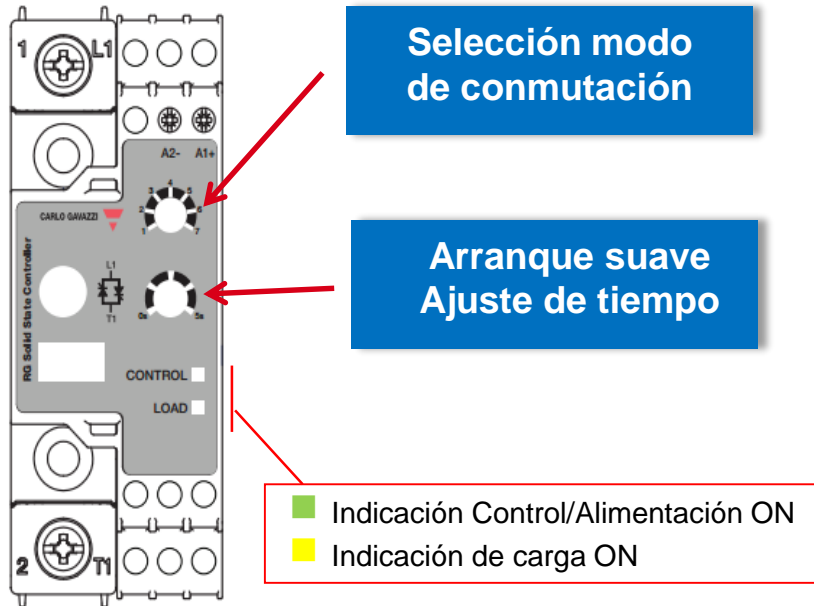 1
L1
Selección modo
de conmutación
A2- A1+
1 2 3 4 5 6 7
CARLO GAVAZZI
Arranque suave
Ajuste de tiempo
L1
T1
0s 5s
RG Solid State Controller
CONTROL
LOAD
Indicación Control/Alimentación ON
Indicación de carga ON
2
T1